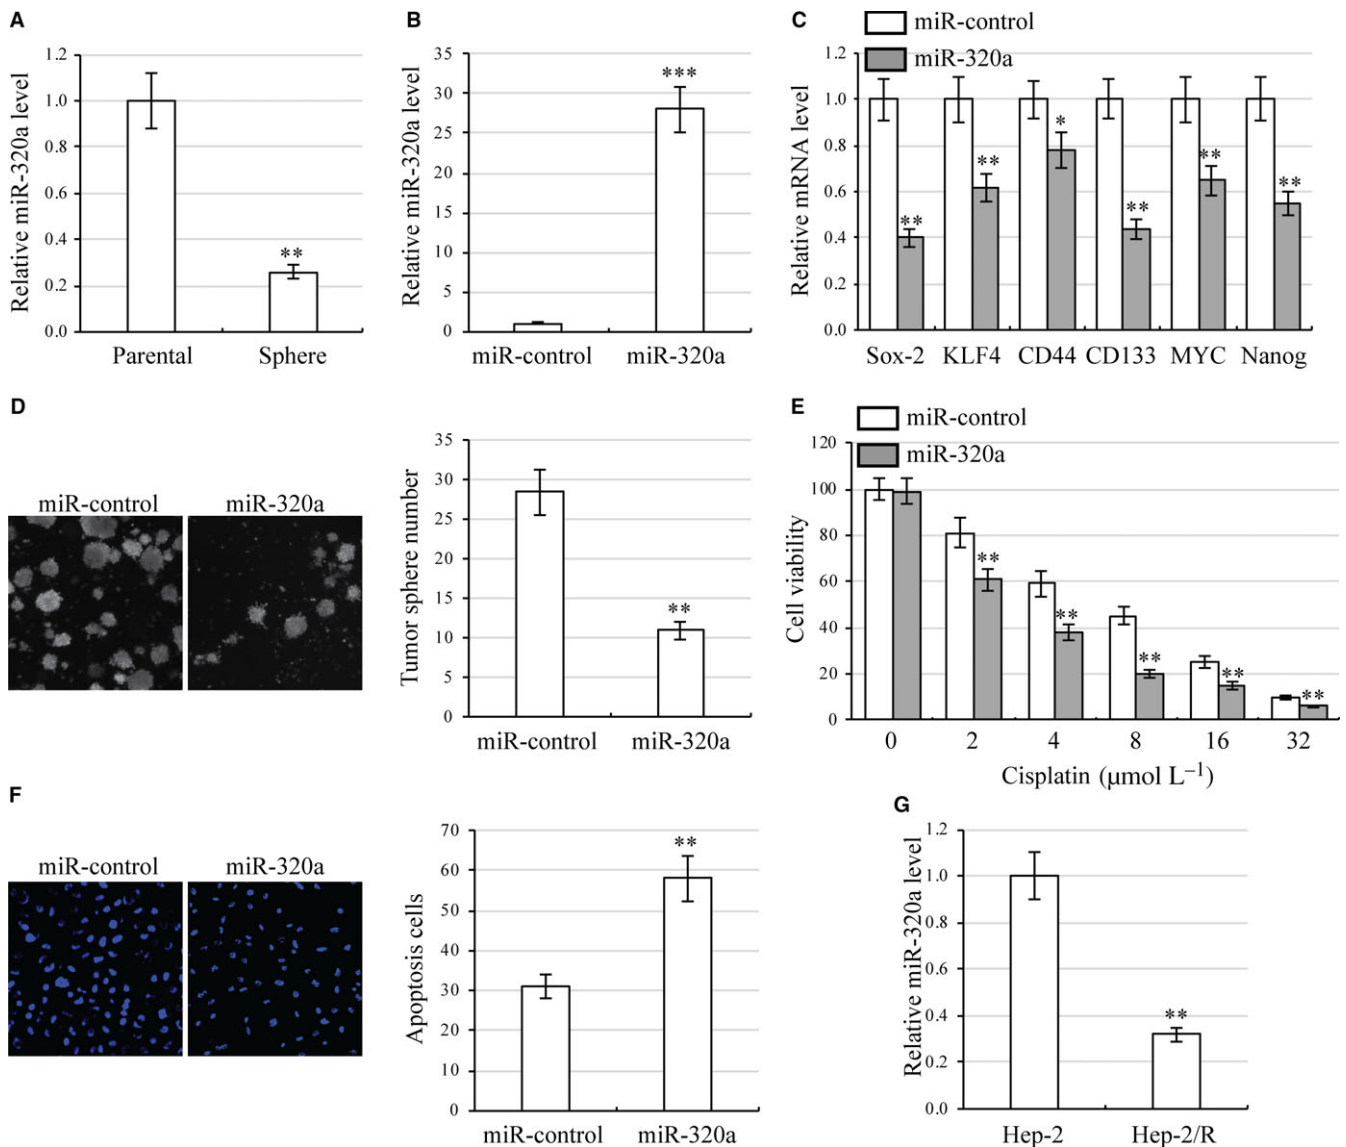 A
Relative miR-320a level
1.2
1.0
0.8
0.6
0.4
0.2
0.0
**
Parental Sphere
B
Relative miR-320a level
35
30
25
20
15
10
5
0
***
miR-control miR-320a
C
miR-control
miR-320a
Relative mRNA level
1.2
1.0
0.8
0.6
0.4
0.2
0.0
** ** * ** ** **
Sox-2 KLF4 CD44 CD133 MYC Nanog
D
miR-control miR-320a
Tumor sphere number
35
30
25
20
15
10
5
0
**
miR-control miR-320a
E
miR-control
miR-320a
Cell viability
120
100
80
60
40
20
0
** ** ** ** **
0 2 4 8 16 32
Cisplatin (µmol L⁻¹)
F
miR-control miR-320a
Apoptosis cells
70
60
50
40
30
20
10
0
**
miR-control miR-320a
G
Relative miR-320a level
1.2
1.0
0.8
0.6
0.4
0.2
0.0
**
Hep-2 Hep-2/R